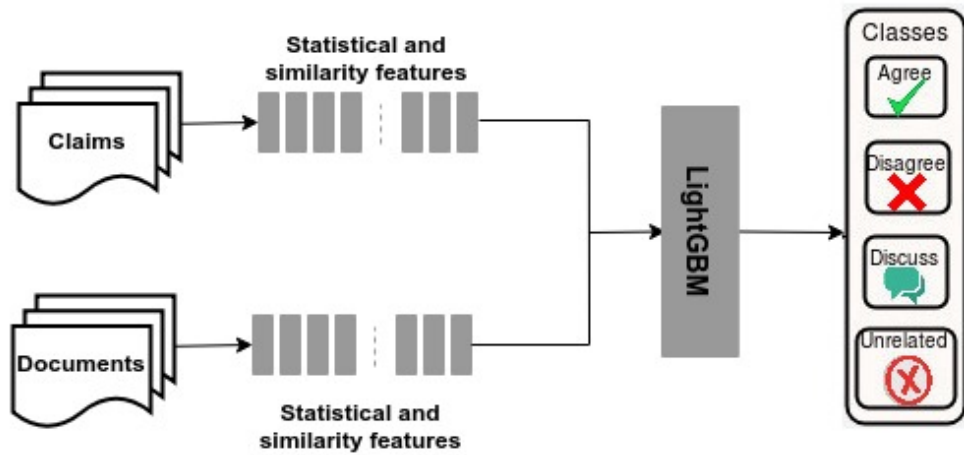 Statistical and
similarity features
Claims
Documents
Statistical and
similarity features
LightGBM
Classes
Agree
Disagree
Discuss
Unrelated